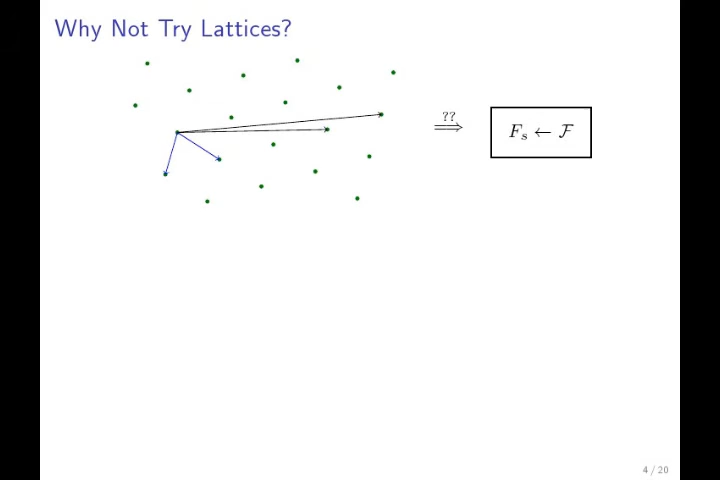 Why Not Try Lattices?
??
⟹
F_s ← 𝓕
4 / 20